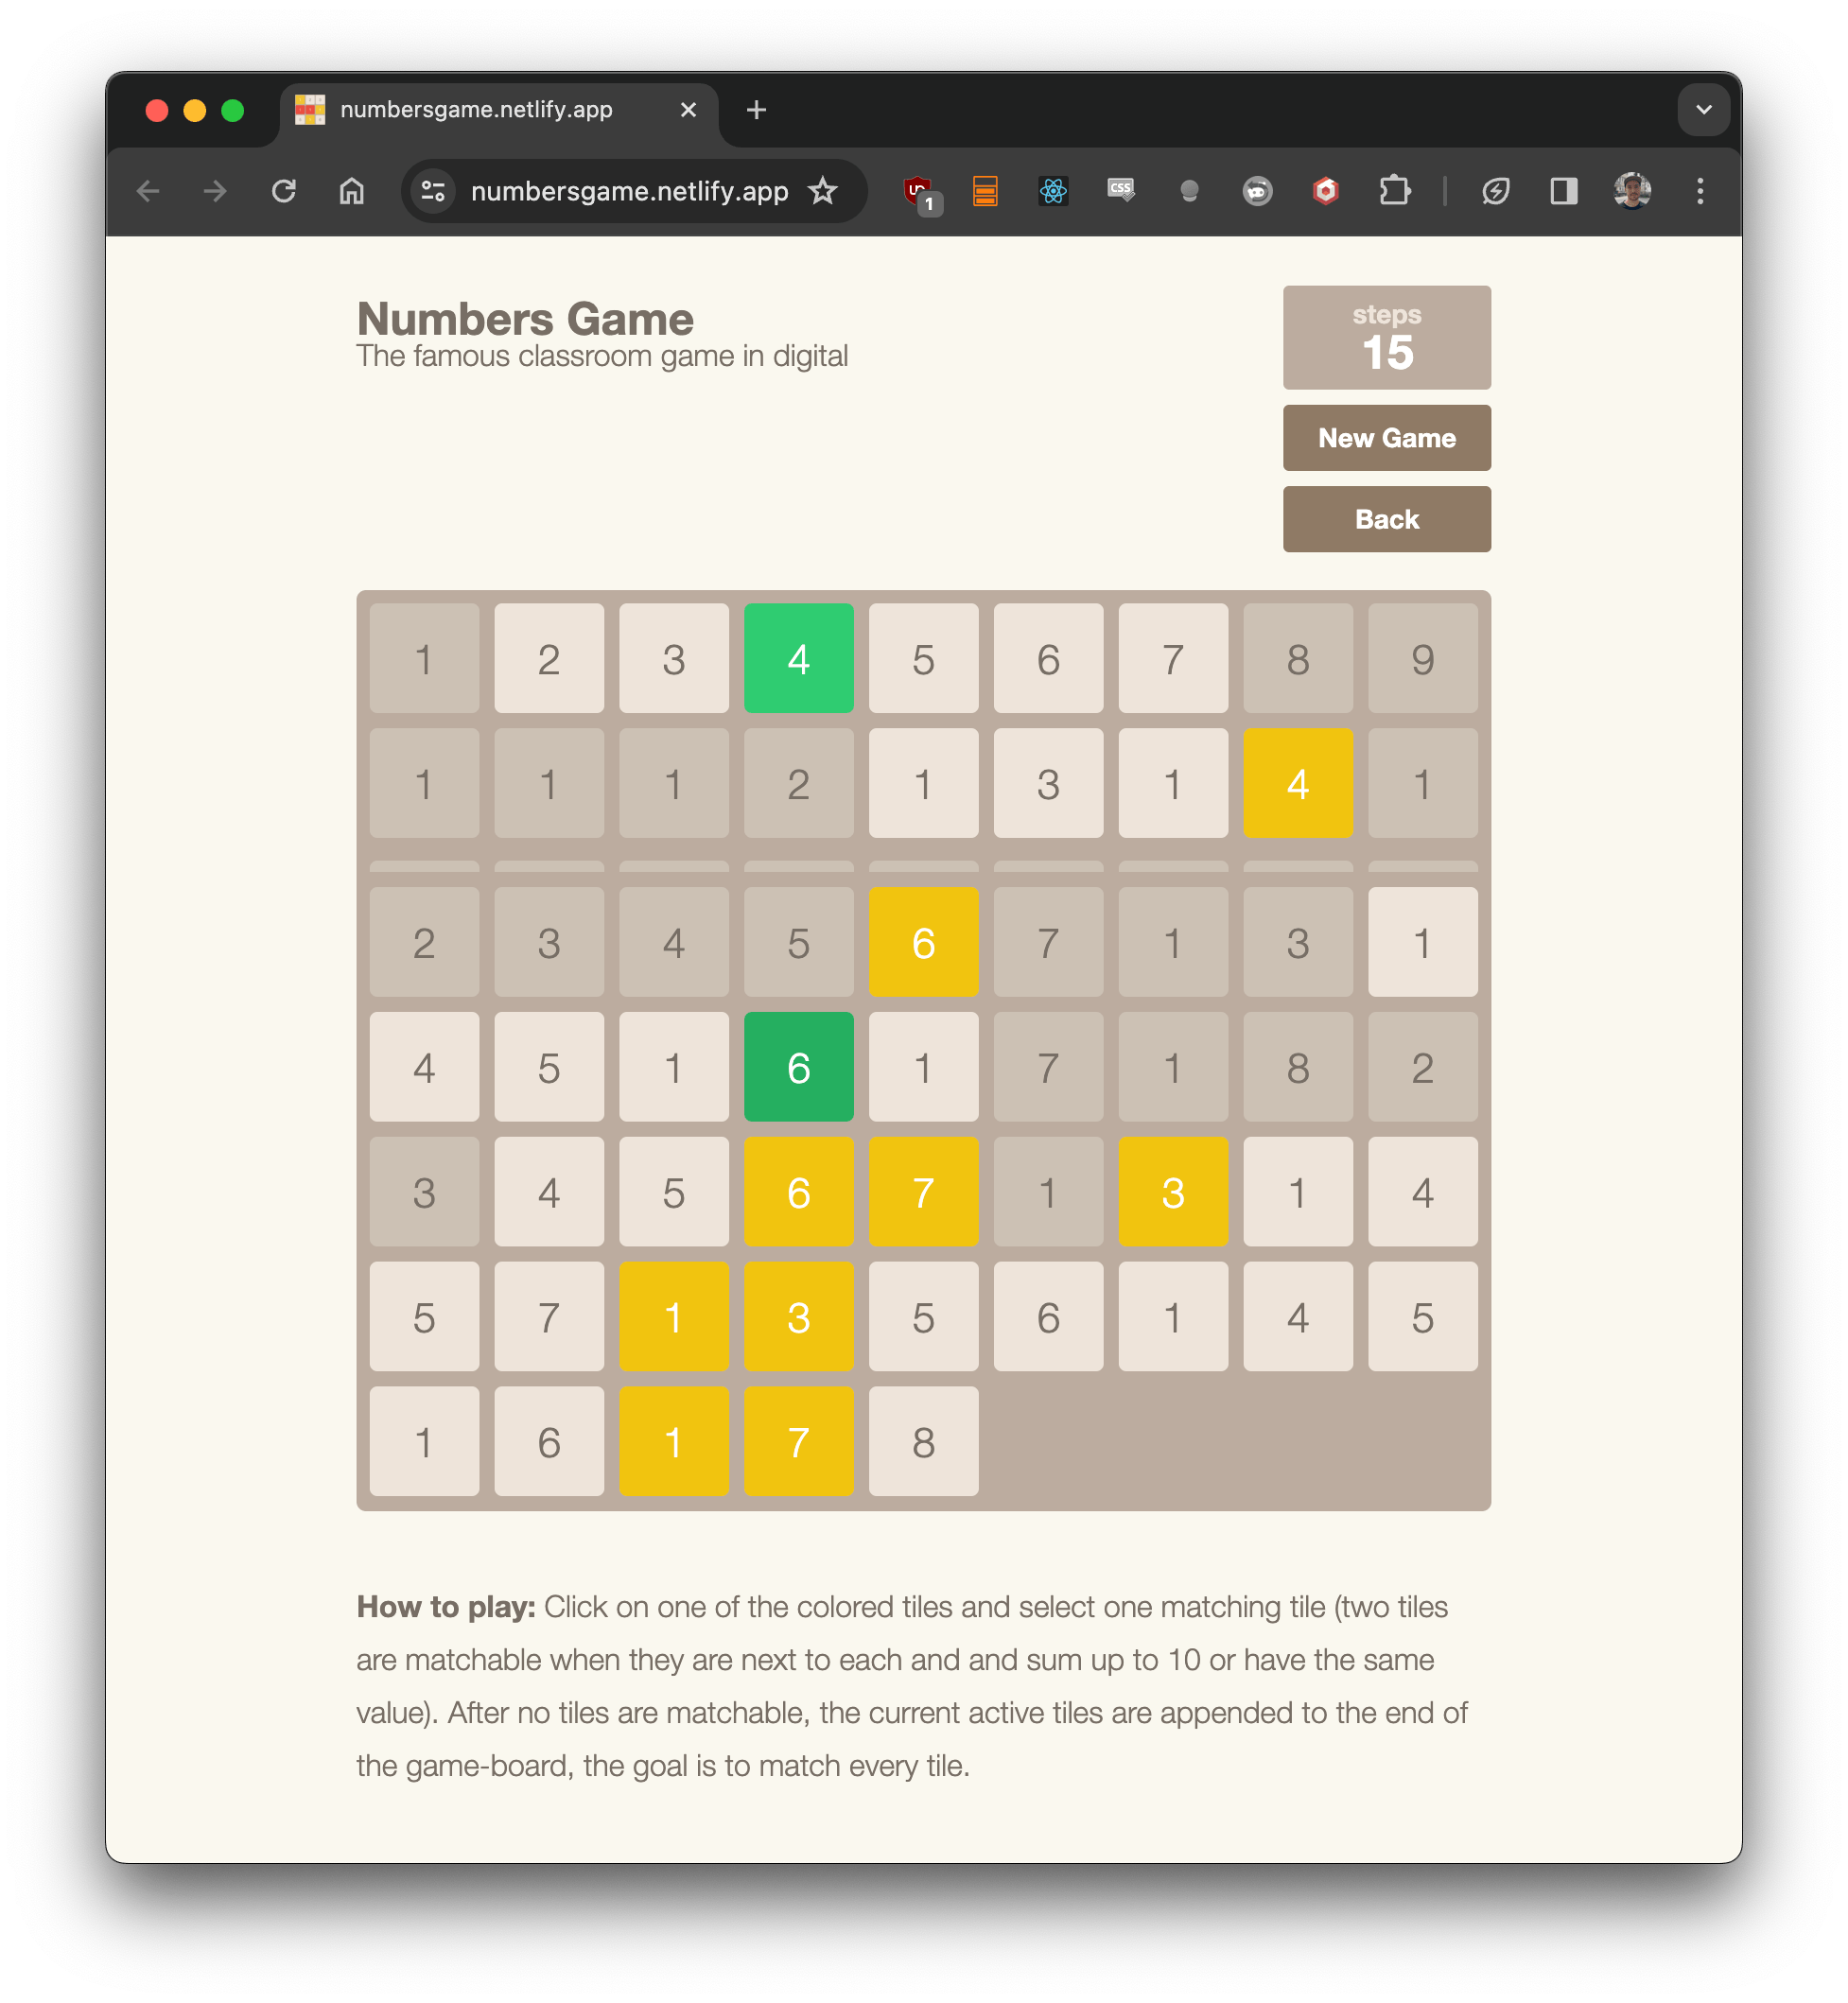 numbersgame.netlify.app
numbersgame.netlify.app
UD
1
CSS
Numbers Game
The famous classroom game in digital
steps
15
New Game
Back
1 2 3 4 5 6 7 8 9
1 1 1 2 1 3 1 4 1
2 3 4 5 6 7 1 3 1
4 5 1 6 1 7 1 8 2
3 4 5 6 7 1 3 1 4
5 7 1 3 5 6 1 4 5
1 6 1 7 8
How to play: Click on one of the colored tiles and select one matching tile (two tiles
are matchable when they are next to each and and sum up to 10 or have the same
value). After no tiles are matchable, the current active tiles are appended to the end of
the game-board, the goal is to match every tile.